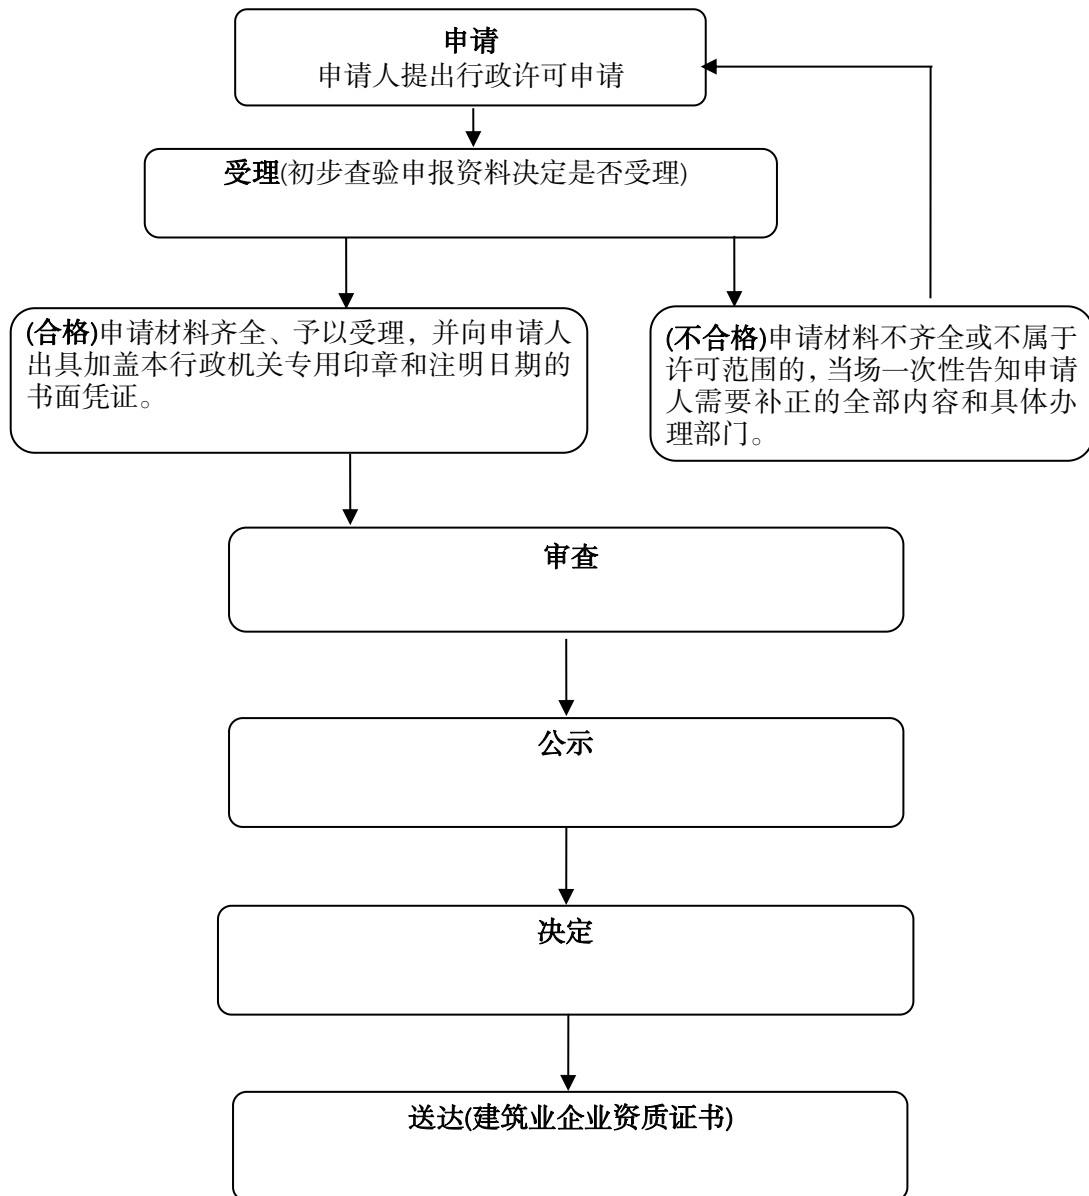 申请
申请人提出行政许可申请
受理(初步查验申报资料决定是否受理)
(合格)申请材料齐全、予以受理，并向申请人
出具加盖本行政机关专用印章和注明日期的
书面凭证。
(不合格)申请材料不齐全或不属于
许可范围的，当场一次性告知申请
人需要补正的全部内容和具体办
理部门。
审查
公示
决定
送达(建筑业企业资质证书)